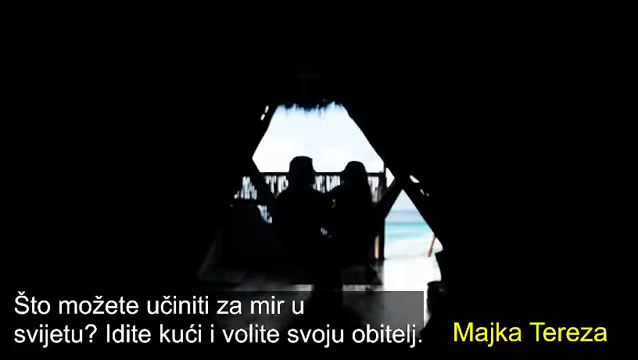 Što možete učiniti za mir u
svijetu? Idite kući i volite svoju obitelj.
Majka Tereza